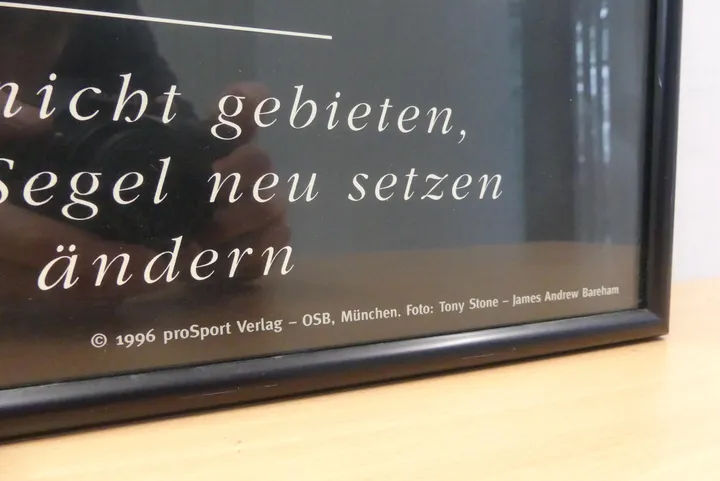 nicht gebieten,
Segel neu setzen
ändern
© 1996 proSport Verlag – OSB, München. Foto: Tony Stone – James Andrew Bareham